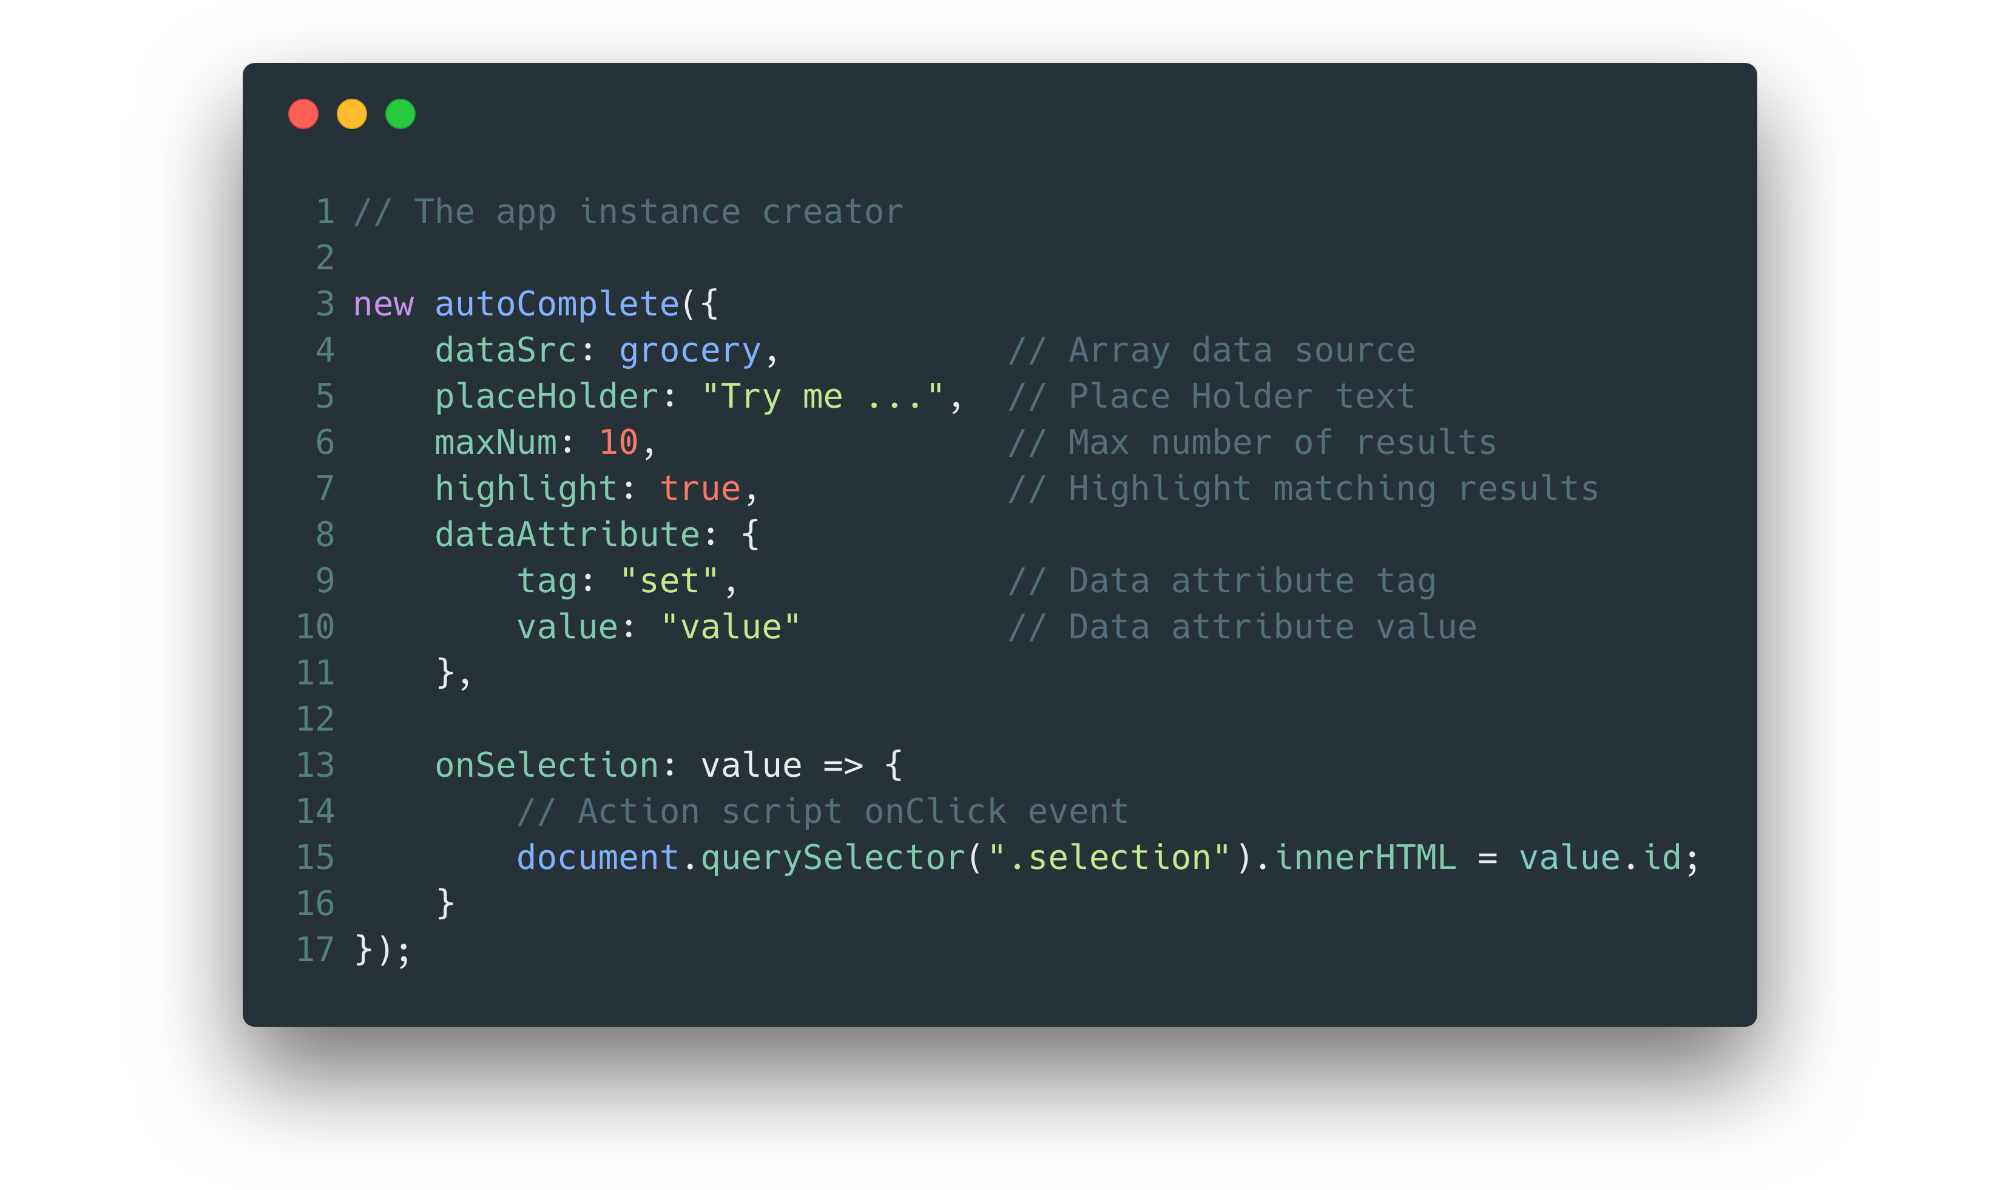 1 // The app instance creator
2
3 new autoComplete({
4     dataSrc: grocery,           // Array data source
5     placeHolder: "Try me ...",  // Place Holder text
6     maxNum: 10,                 // Max number of results
7     highlight: true,            // Highlight matching results
8     dataAttribute: {
9         tag: "set",             // Data attribute tag
10         value: "value"          // Data attribute value
11     },
12
13     onSelection: value => {
14         // Action script onClick event
15         document.querySelector(".selection").innerHTML = value.id;
16     }
17 });